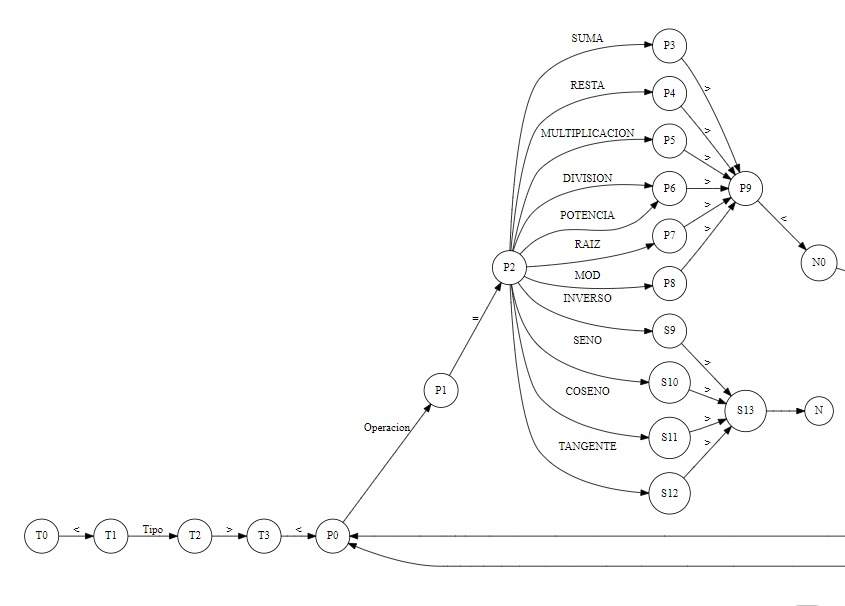 SUMA
P3
>
RESTA
P4
>
MULTIPLICACION
P5
>
DIVISION
P6
>
P9
POTENCIA
>
<
RAIZ
P7
>
P2
N0
MOD
P8
INVERSO
=
S9
SENO
>
S10
>
COSENO
P1
S13
N
>
Operacion
S11
>
TANGENTE
S12
T0
<
T1
Tipo
T2
>
T3
<
P0